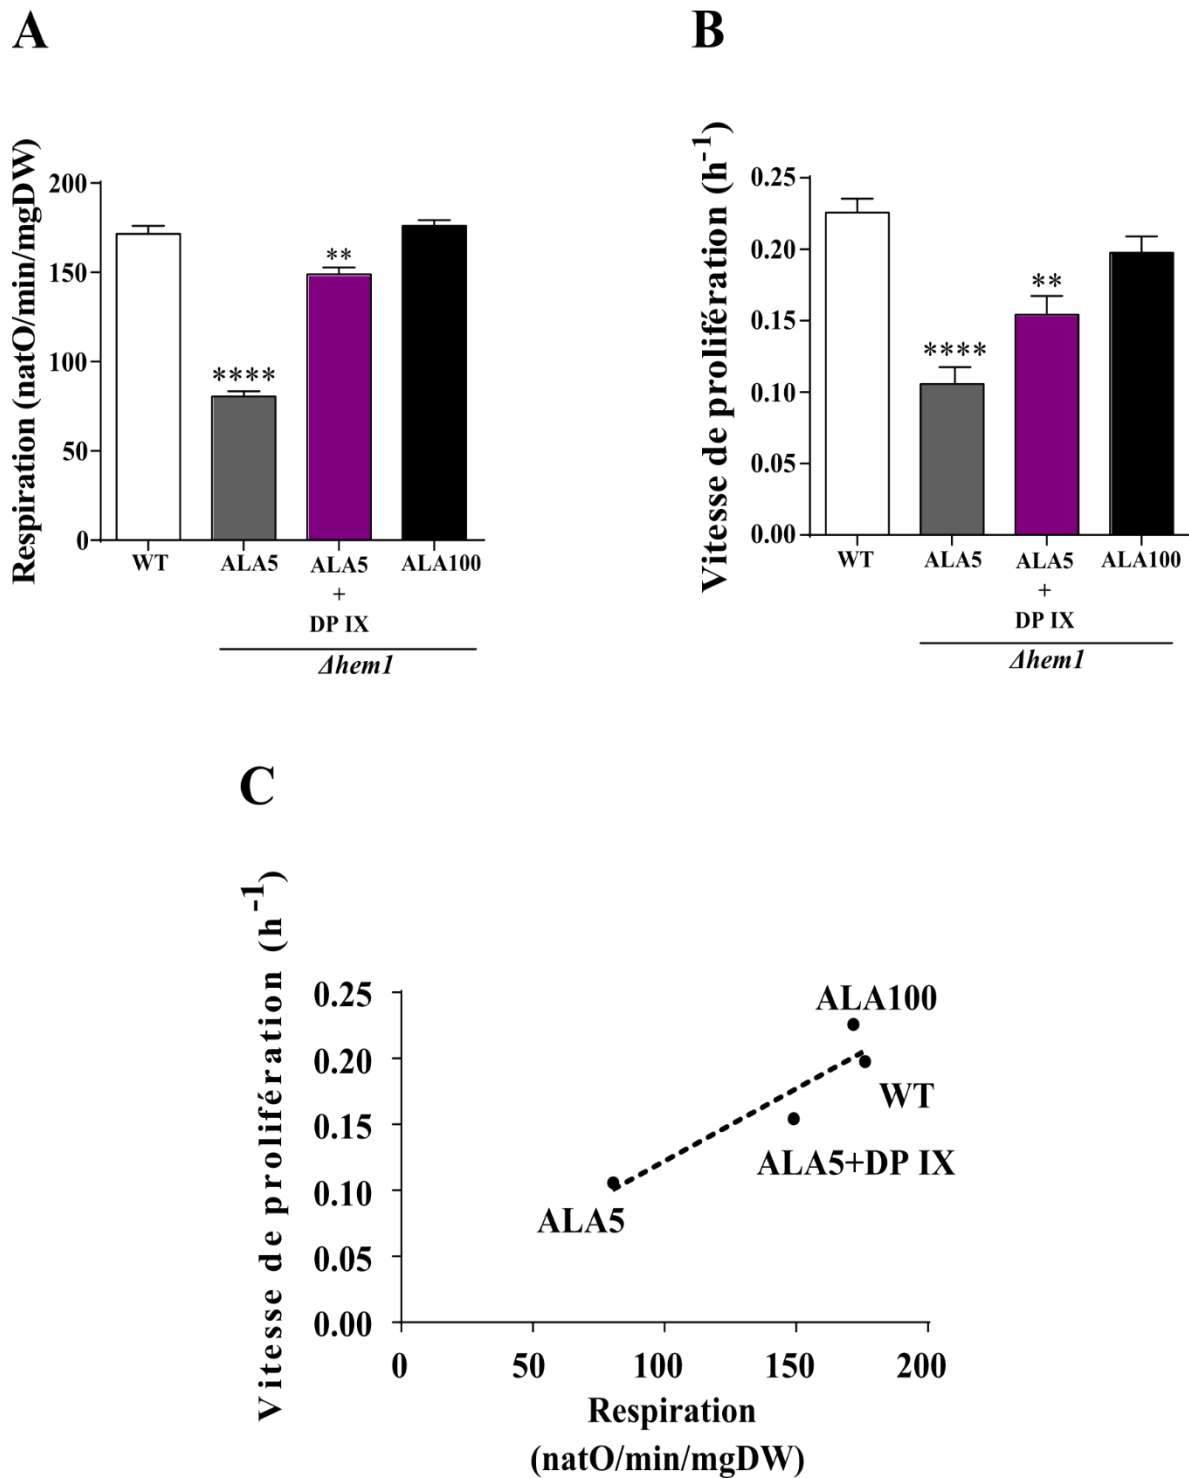 A
Respiration (natO/min/mgDW)
200
150
100
50
0
****
**
WT
ALA5
ALA5
+
DP IX
ALA100
Δhem1
B
Vitesse de prolifération (h⁻¹)
0.25
0.20
0.15
0.10
0.05
0.00
****
**
WT
ALA5
ALA5
+
DP IX
ALA100
Δhem1
C
Vitesse de prolifération (h⁻¹)
0.25
0.20
0.15
0.10
0.05
0.00
ALA100
WT
ALA5+DP IX
ALA5
0 50 100 150 200
Respiration
(natO/min/mgDW)